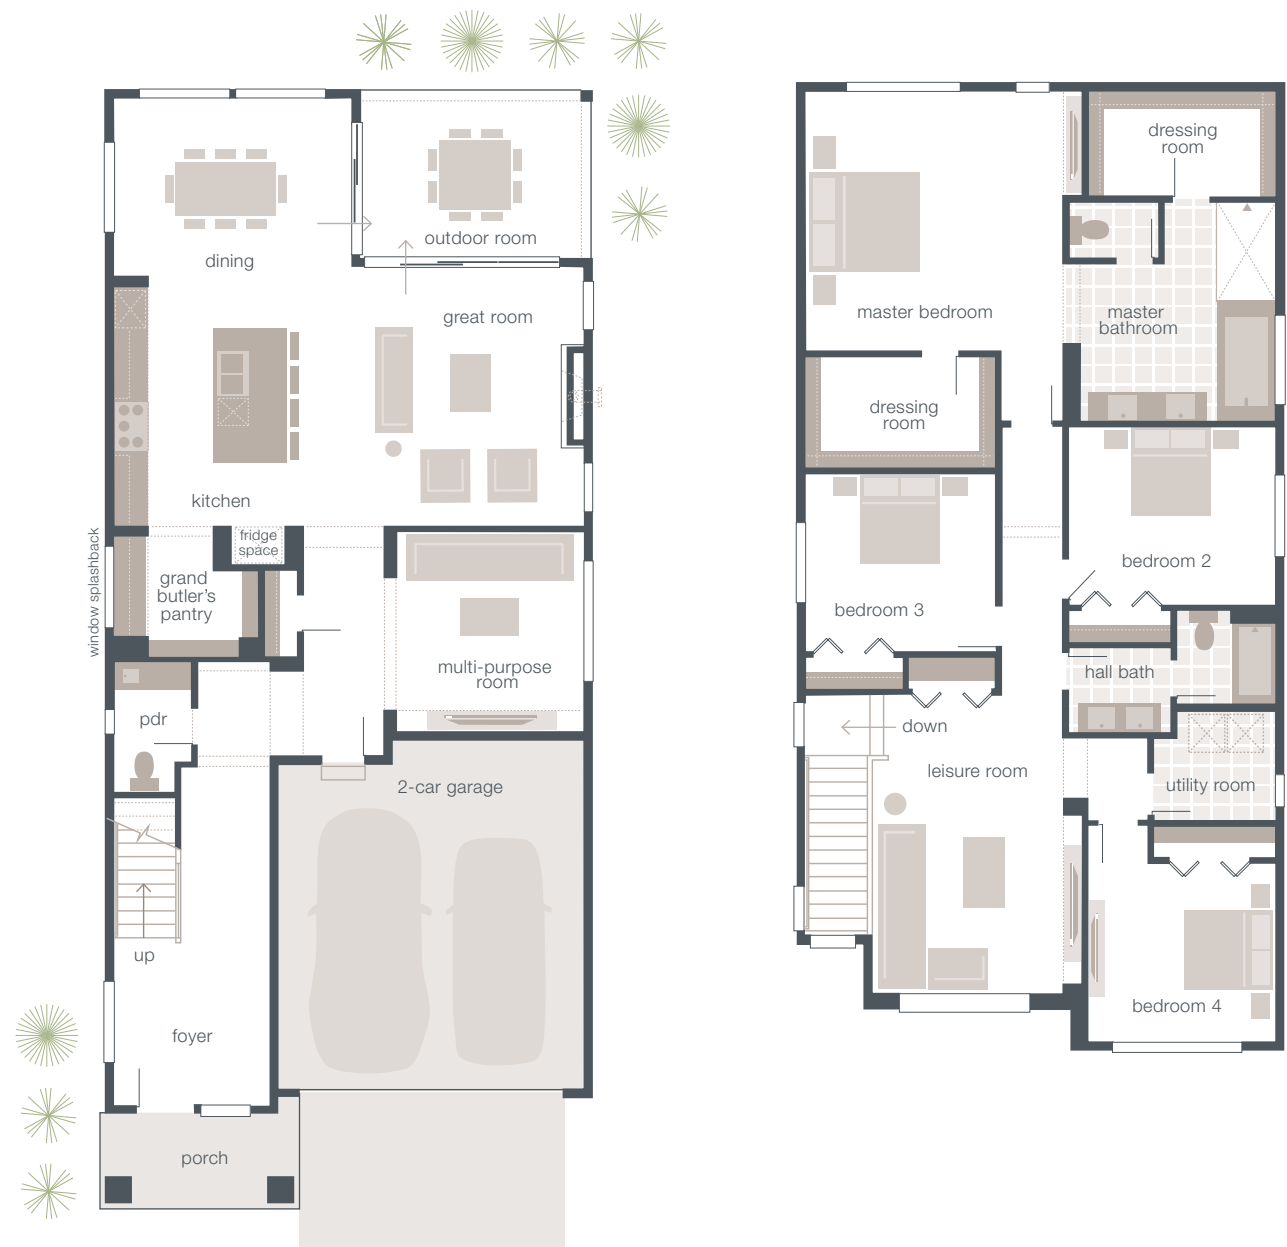 outdoor room
dining
great room
kitchen
fridge
space
window splashback
grand
butler's
pantry
multi-purpose
room
pdr
2-car garage
up
foyer
porch
dressing
room
master bedroom
master
bathroom
dressing
room
bedroom 2
bedroom 3
hall bath
down
leisure room
utility room
bedroom 4